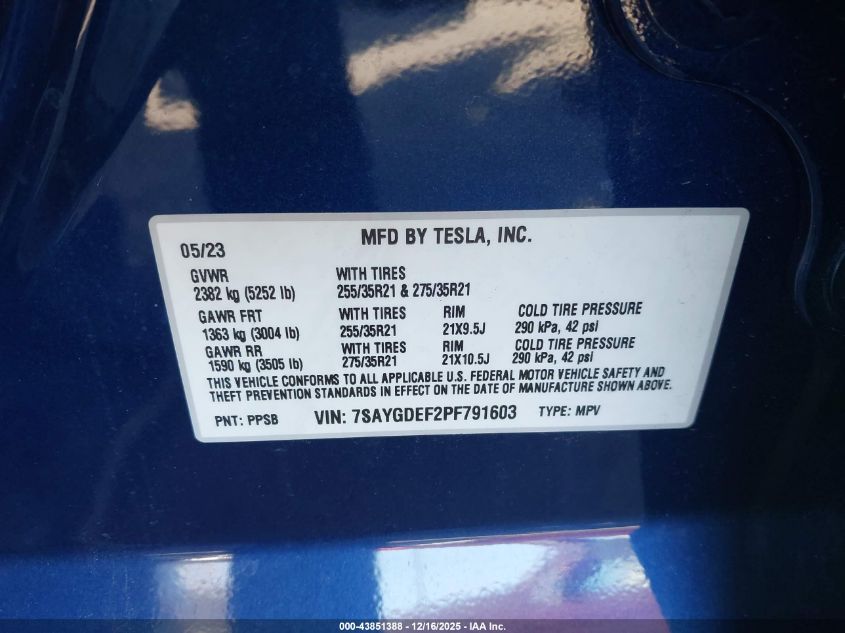 MFD BY TESLA, INC.
05/23
GVWR WITH TIRES
2382 kg (5252 lb) 255/35R21 & 275/35R21
GAWR FRT WITH TIRES RIM COLD TIRE PRESSURE
1363 kg (3004 lb) 255/35R21 21X9.5J 290 kPa, 42 psi
GAWR RR WITH TIRES RIM COLD TIRE PRESSURE
1590 kg (3505 lb) 275/35R21 21X10.5J 290 kPa, 42 psi
THIS VEHICLE CONFORMS TO ALL APPLICABLE U.S. FEDERAL MOTOR VEHICLE SAFETY AND
THEFT PREVENTION STANDARDS IN EFFECT ON THE DATE OF MANUFACTURE SHOWN ABOVE.
PNT: PPSB VIN: 7SAYGDEF2PF791603 TYPE: MPV
000-43851388 - 12/16/2025 - IAA Inc.